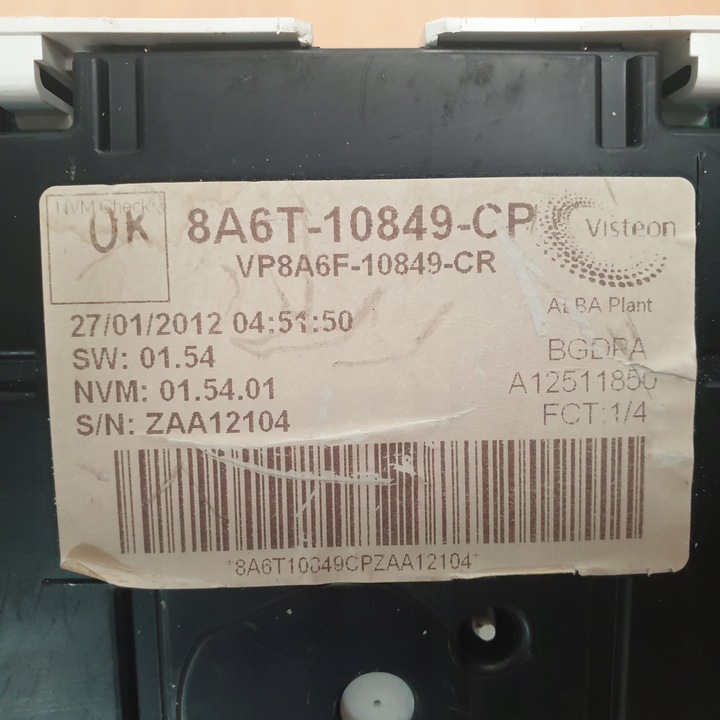 NVM Check
OK
8A6T-10849-CP
VP8A6F-10849-CR
Visteon
ALBA Plant
27/01/2012 04:51:50
SW: 01.54
NVM: 01.54.01
S/N: ZAA12104
BGDPA
A12511850
FCT:1/4
*8A6T10849CPZAA12104*